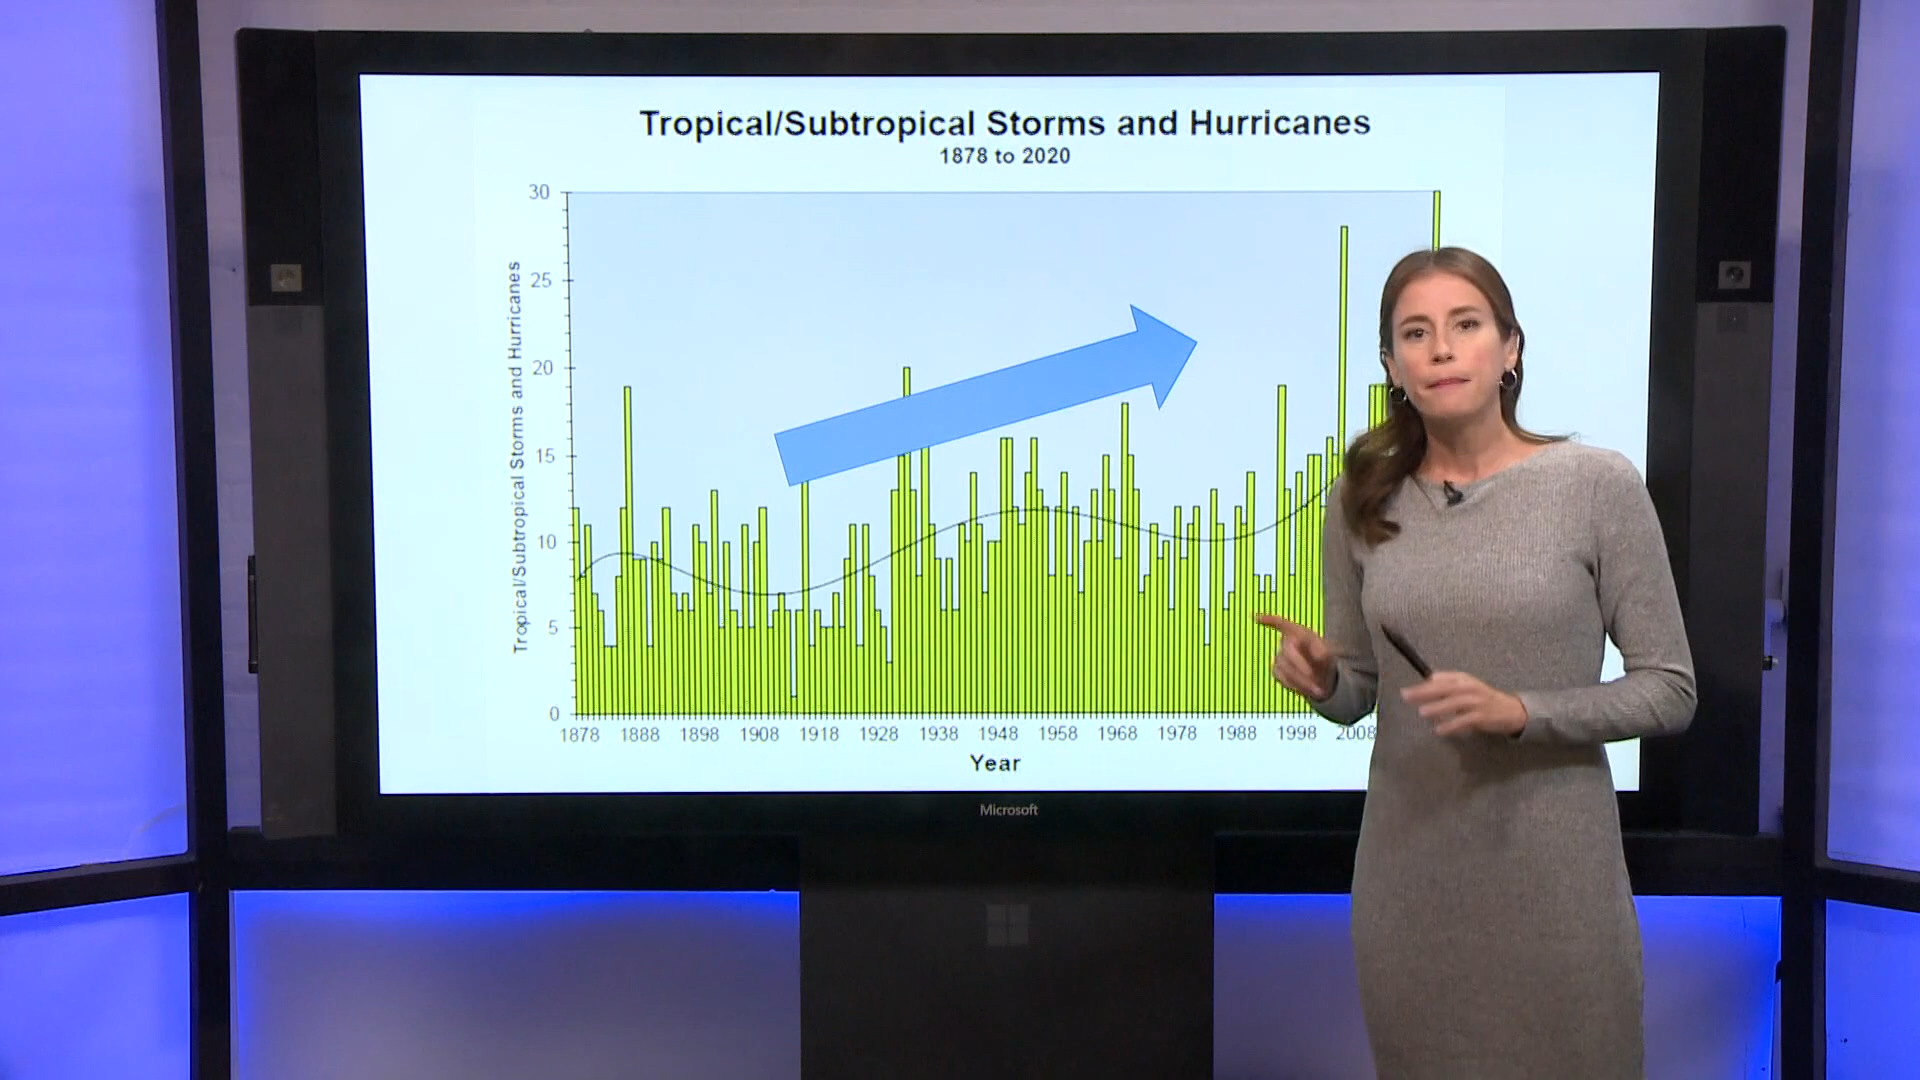 Tropical/Subtropical Storms and Hurricanes
1878 to 2020
Tropical/Subtropical Storms and Hurricanes
30
25
20
15
10
5
0
1878 1888 1898 1908 1918 1928 1938 1948 1958 1968 1978 1988 1998 2008
Year
Microsoft